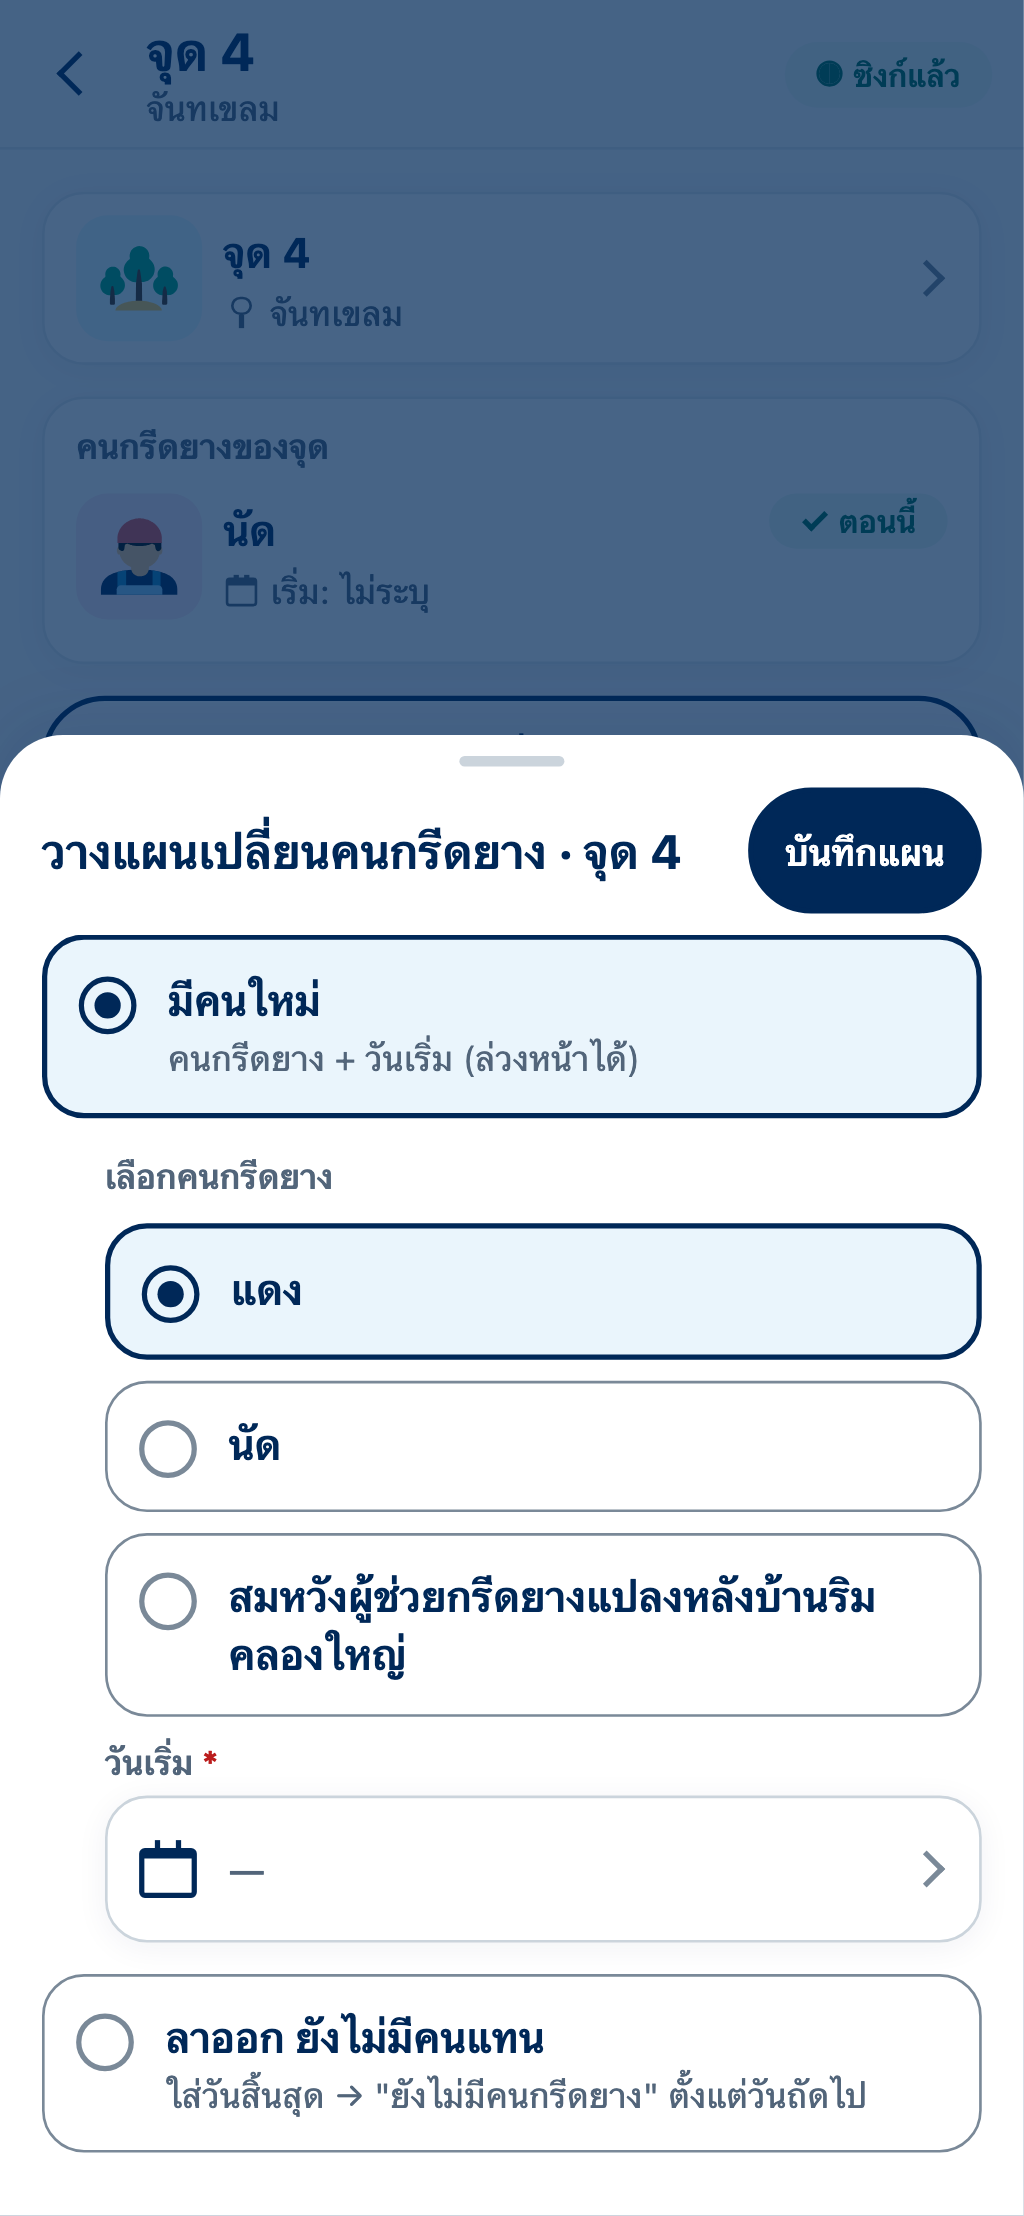 จุด 4
จันทเขลม
ซิงก์แล้ว
จุด 4
จันทเขลม
คนกรีดยางของจุด
นัด
ตอนนี้
เริ่ม: ไม่ระบุ
วางแผนเปลี่ยนคนกรีดยาง · จุด 4
บันทึกแผน
มีคนใหม่
คนกรีดยาง + วันเริ่ม (ล่วงหน้าได้)
เลือกคนกรีดยาง
แดง
นัด
สมหวังผู้ช่วยกรีดยางแปลงหลังบ้านริม
คลองใหญ่
วันเริ่ม *
—
ลาออก ยังไม่มีคนแทน
ใส่วันสิ้นสุด → "ยังไม่มีคนกรีดยาง" ตั้งแต่วันถัดไป